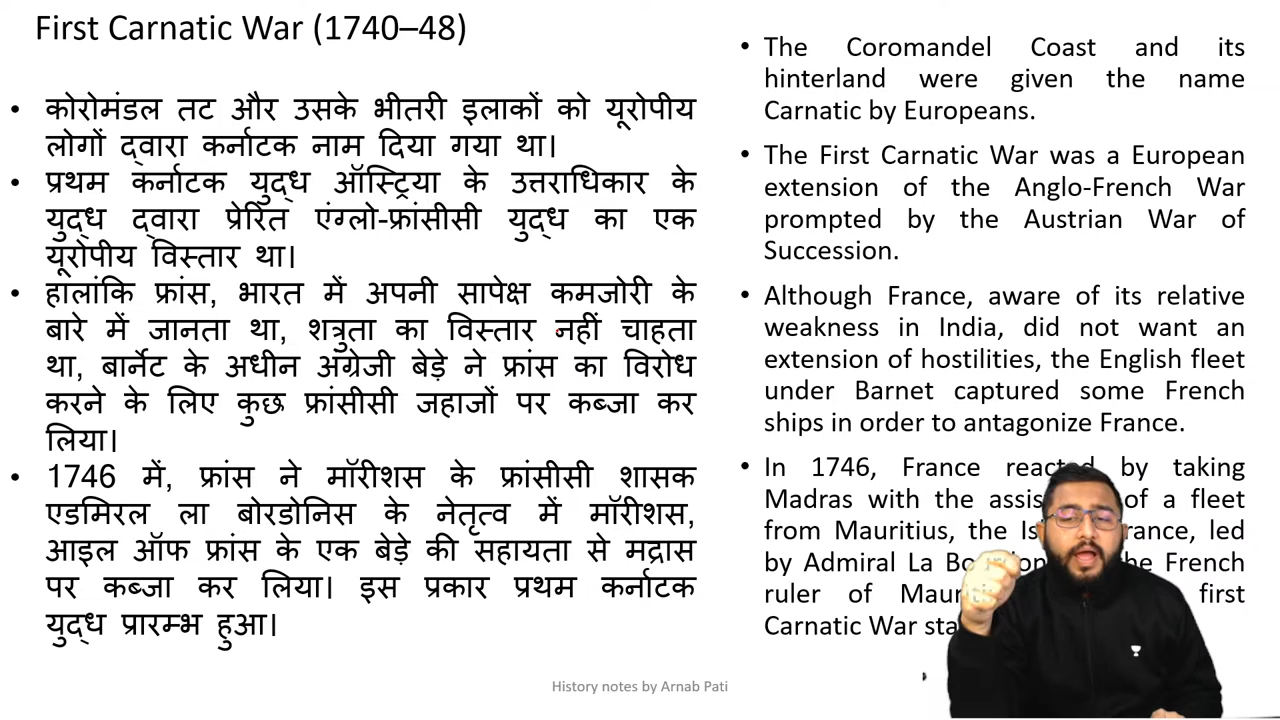 First Carnatic War (1740–48)
• कोरोमंडल तट और उसके भीतरी इलाकों को यूरोपीय
लोगों द्वारा कर्नाटक नाम दिया गया था।
• प्रथम कर्नाटक युद्ध ऑस्ट्रिया के उत्तराधिकार के
युद्ध द्वारा प्रेरित एंग्लो-फ्रांसीसी युद्ध का एक
यूरोपीय विस्तार था।
• हालांकि फ्रांस, भारत में अपनी सापेक्ष कमजोरी के
बारे में जानता था, शत्रुता का विस्तार नहीं चाहता
था, बार्नेट के अधीन अंग्रेजी बेड़े ने फ्रांस का विरोध
करने के लिए कुछ फ्रांसीसी जहाजों पर कब्जा कर
लिया।
• 1746 में, फ्रांस ने मॉरीशस के फ्रांसीसी शासक
एडमिरल ला बोरडोनिस के नेतृत्व में मॉरीशस,
आइल ऑफ फ्रांस के एक बेड़े की सहायता से मद्रास
पर कब्जा कर लिया। इस प्रकार प्रथम कर्नाटक
युद्ध प्रारम्भ हुआ।
• The Coromandel Coast and its
hinterland were given the name
Carnatic by Europeans.
• The First Carnatic War was a European
extension of the Anglo-French War
prompted by the Austrian War of
Succession.
• Although France, aware of its relative
weakness in India, did not want an
extension of hostilities, the English fleet
under Barnet captured some French
ships in order to antagonize France.
• In 1746, France reacted by taking
Madras with the of a fleet
from Mauritius, the led
by Admiral La French
ruler of first
Carnatic War
History notes by Arnab Pati